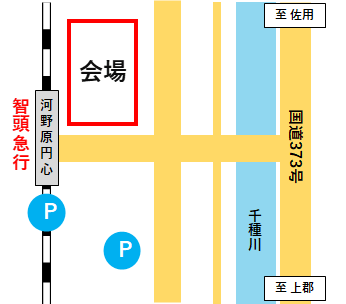 至 佐用
会場
智頭急行
河野原円心
国道373号
P
千種川
P
至 上郡